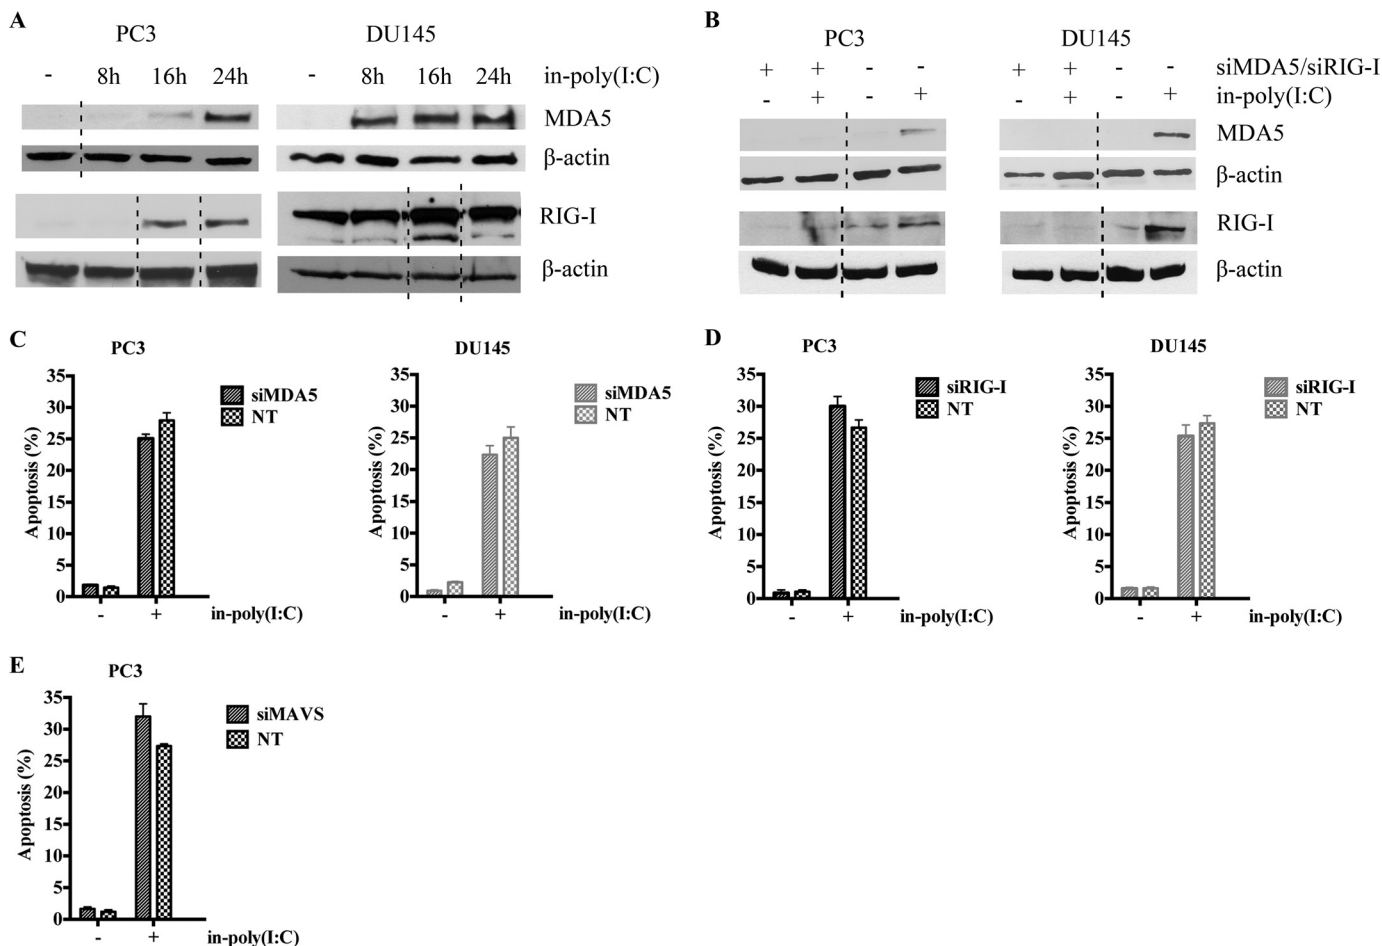 A
PC3
DU145
- 8h 16h 24h
- 8h 16h 24h
in-poly(I:C)
MDA5
β-actin
RIG-I
β-actin
B
PC3
DU145
+ + - -
+ + - -
siMDA5/siRIG-I
- + - +
- + - +
in-poly(I:C)
MDA5
β-actin
RIG-I
β-actin
C
PC3
Apoptosis (%)
35
30
25
20
15
10
5
0
- +
in-poly(I:C)
siMDA5
NT
DU145
Apoptosis (%)
35
30
25
20
15
10
5
0
- +
in-poly(I:C)
siMDA5
NT
D
PC3
Apoptosis (%)
35
30
25
20
15
10
5
0
- +
in-poly(I:C)
siRIG-I
NT
DU145
Apoptosis (%)
35
30
25
20
15
10
5
0
- +
in-poly(I:C)
siRIG-I
NT
E
PC3
Apoptosis (%)
35
30
25
20
15
10
5
0
- +
in-poly(I:C)
siMAVS
NT